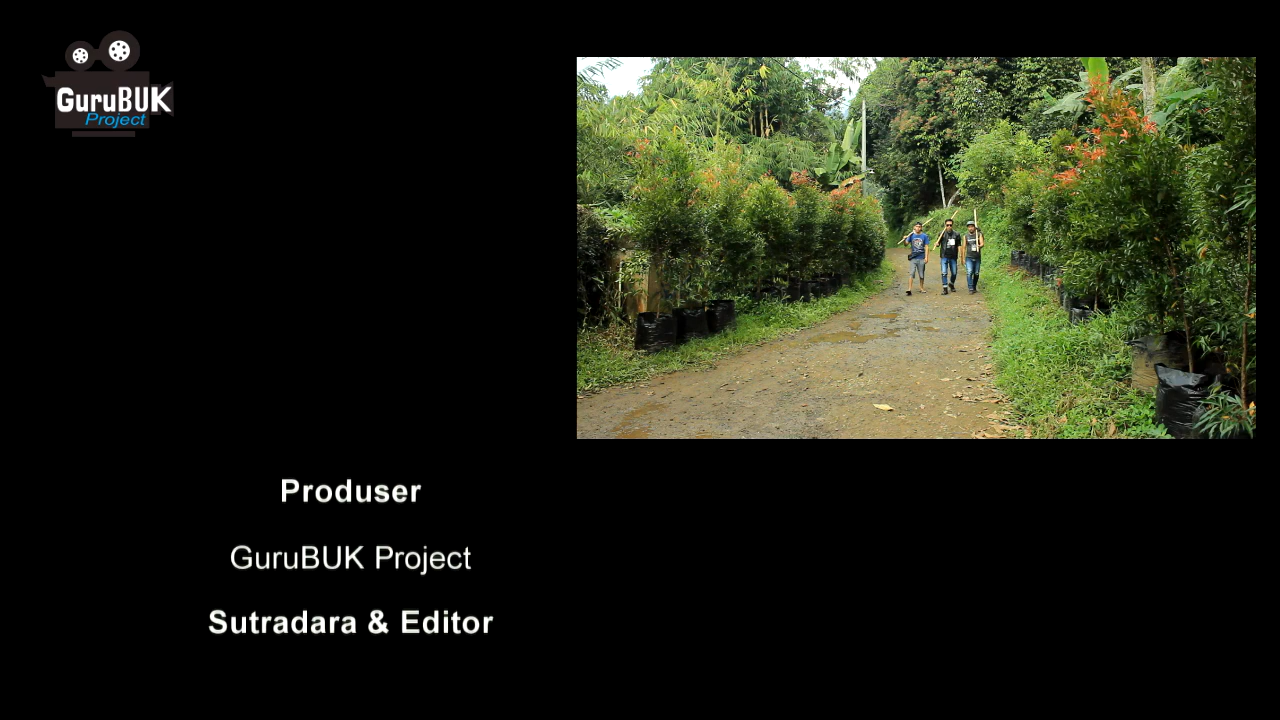 GuruBUK
Project
Produser
GuruBUK Project
Sutradara & Editor